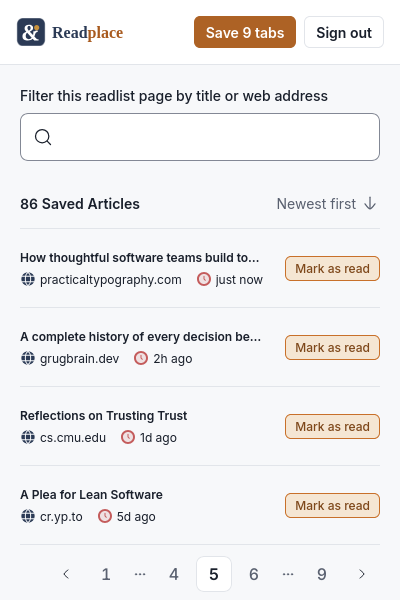 & Readplace
Save 9 tabs
Sign out
Filter this readlist page by title or web address
86 Saved Articles
Newest first
How thoughtful software teams build to...
practicaltypography.com
just now
Mark as read
A complete history of every decision be...
grugbrain.dev
2h ago
Mark as read
Reflections on Trusting Trust
cs.cmu.edu
1d ago
Mark as read
A Plea for Lean Software
cr.yp.to
5d ago
Mark as read
1 ... 4 5 6 ... 9